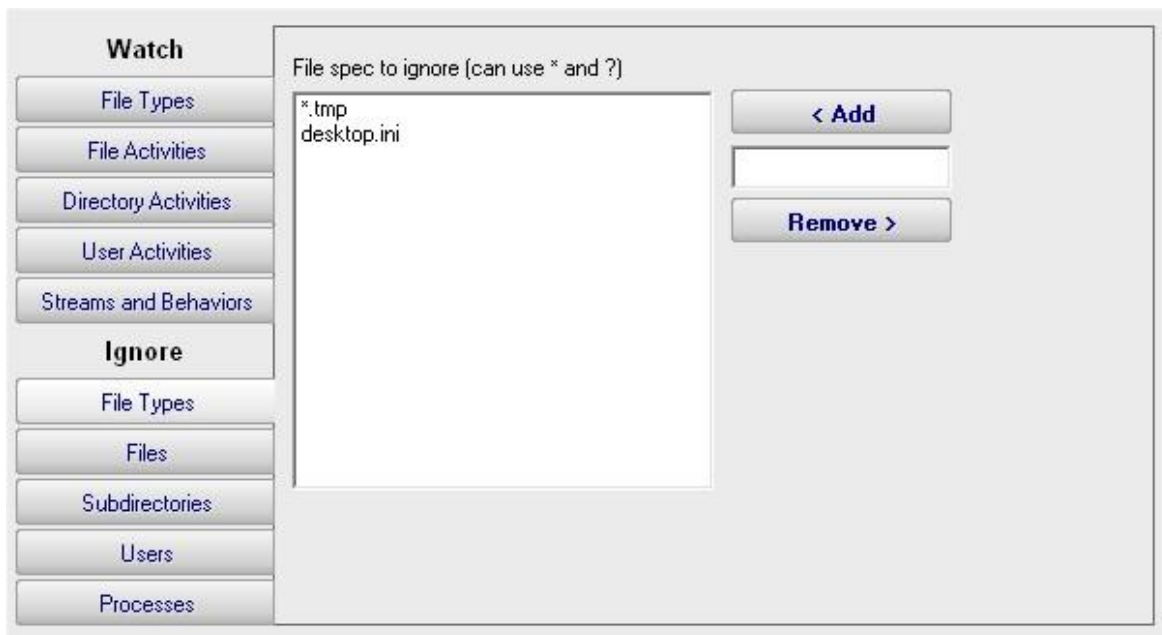 Watch
File Types
File Activities
Directory Activities
User Activities
Streams and Behaviors
Ignore
File Types
Files
Subdirectories
Users
Processes
File spec to ignore (can use * and ?)
*.tmp
desktop.ini
< Add
Remove >